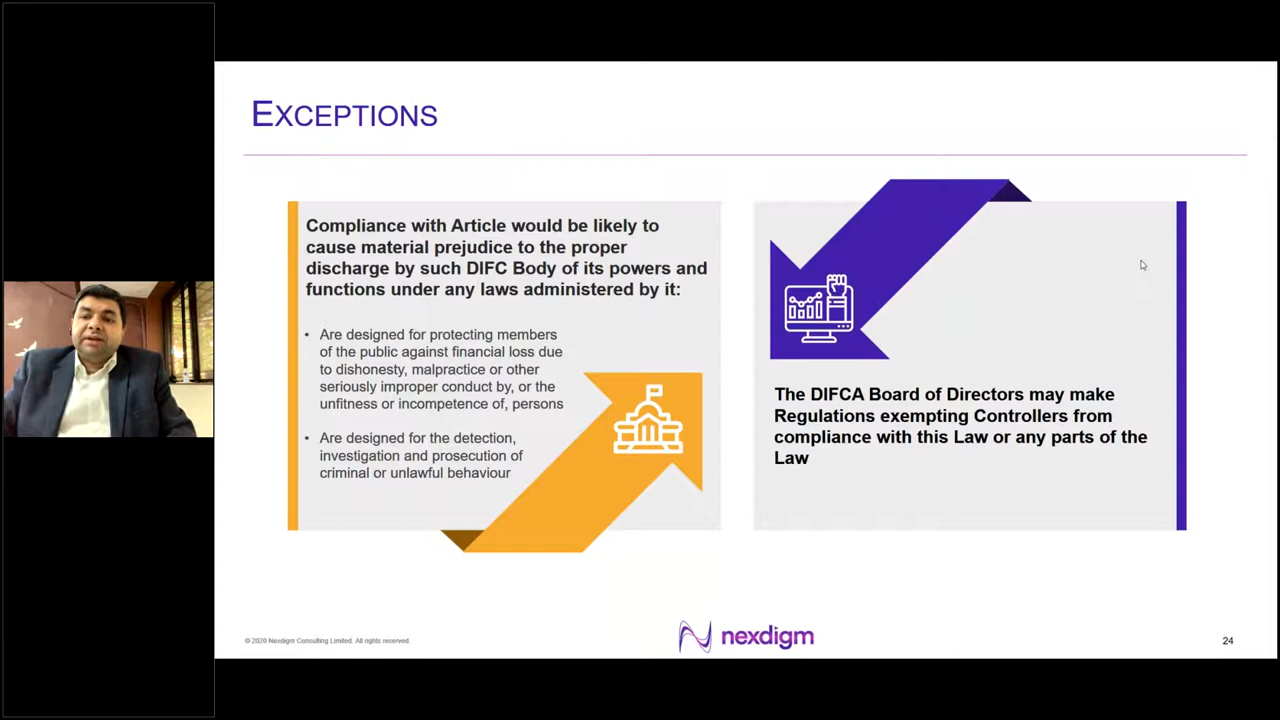 EXCEPTIONS
Compliance with Article would be likely to
cause material prejudice to the proper
discharge by such DIFC Body of its powers and
functions under any laws administered by it:
• Are designed for protecting members
of the public against financial loss due
to dishonesty, malpractice or other
seriously improper conduct by, or the
unfitness or incompetence of, persons
• Are designed for the detection,
investigation and prosecution of
criminal or unlawful behaviour
The DIFCA Board of Directors may make
Regulations exempting Controllers from
compliance with this Law or any parts of the
Law
© 2020 Nexdigm Consulting Limited. All rights reserved.
nexdigm
24